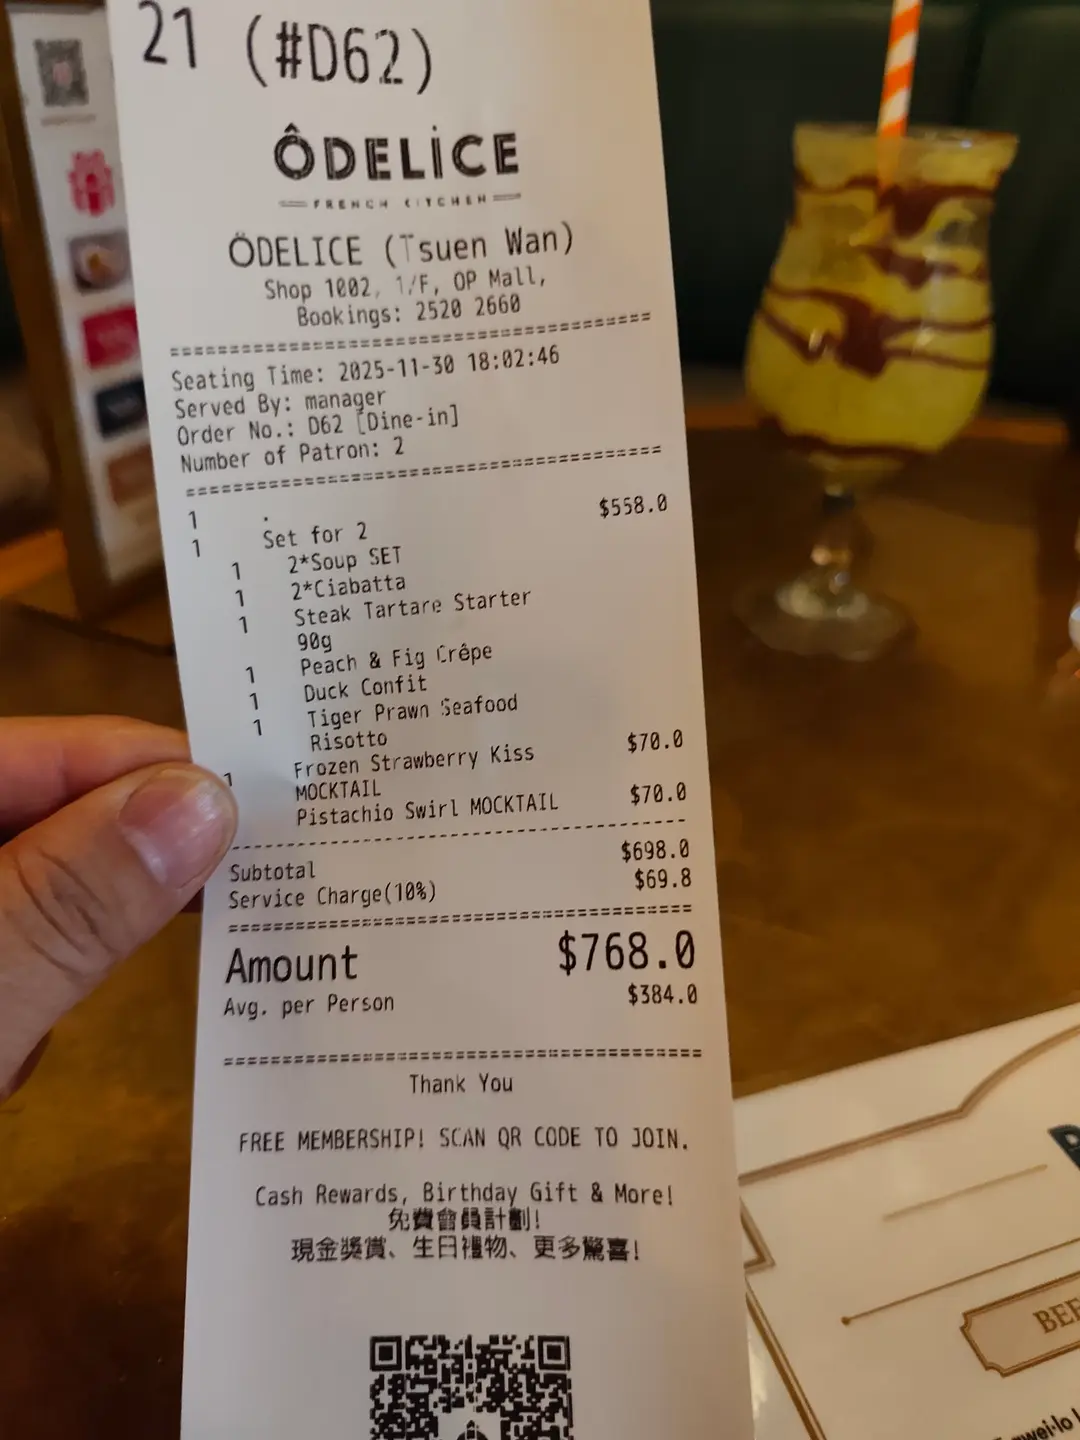 21 (#D62)
ÔDELİCE
FRENCH KITCHEN
ÔDELICE (Tsuen Wan)
Shop 1002, 1/F, OP Mall,
Bookings: 2520 2660
==========================================
Seating Time: 2025-11-30 18:02:46
Served By: manager
Order No.: D62 [Dine-in]
Number of Patron: 2
==========================================
1 . $558.0
1 Set for 2
1 2*Soup SET
1 2*Ciabatta
1 Steak Tartare Starter
90g
1 Peach & Fig Crêpe
1 Duck Confit
1 Tiger Prawn Seafood
Risotto
1 Frozen Strawberry Kiss $70.0
MOCKTAIL
Pistachio Swirl MOCKTAIL $70.0
------------------------------------------
Subtotal $698.0
Service Charge(10%) $69.8
==========================================
Amount $768.0
Avg. per Person $384.0
==========================================
Thank You
FREE MEMBERSHIP! SCAN QR CODE TO JOIN.
Cash Rewards, Birthday Gift & More!
免費會員計劃!
現金獎賞、生日禮物、更多驚喜!
BEE